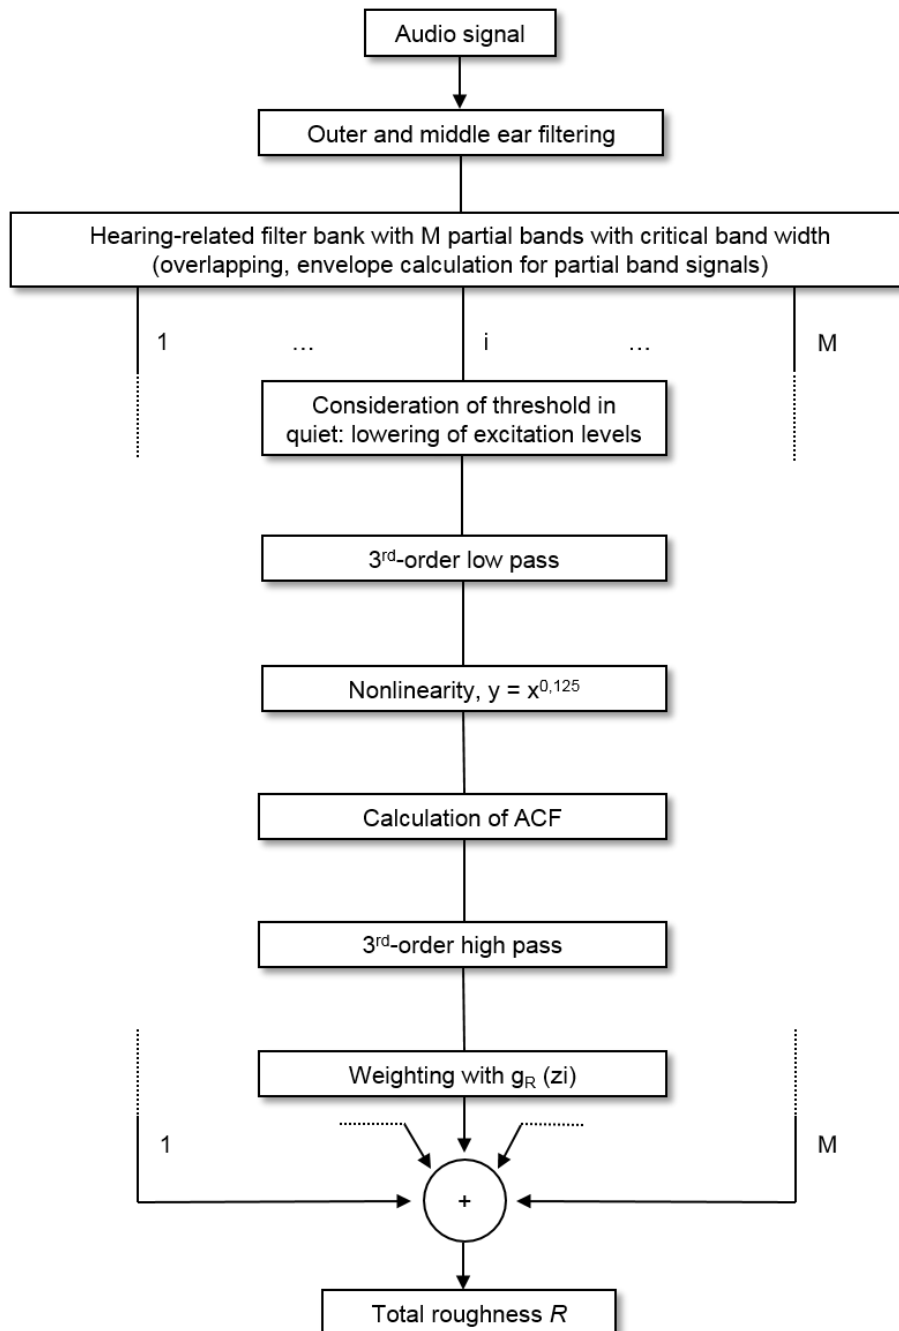 Audio signal
Outer and middle ear filtering
Hearing-related filter bank with M partial bands with critical band width
(overlapping, envelope calculation for partial band signals)
1 ... i ... M
Consideration of threshold in
quiet: lowering of excitation levels
3rd-order low pass
Nonlinearity, y = x0,125
Calculation of ACF
3rd-order high pass
Weighting with gR (zi)
1 M
+
Total roughness R